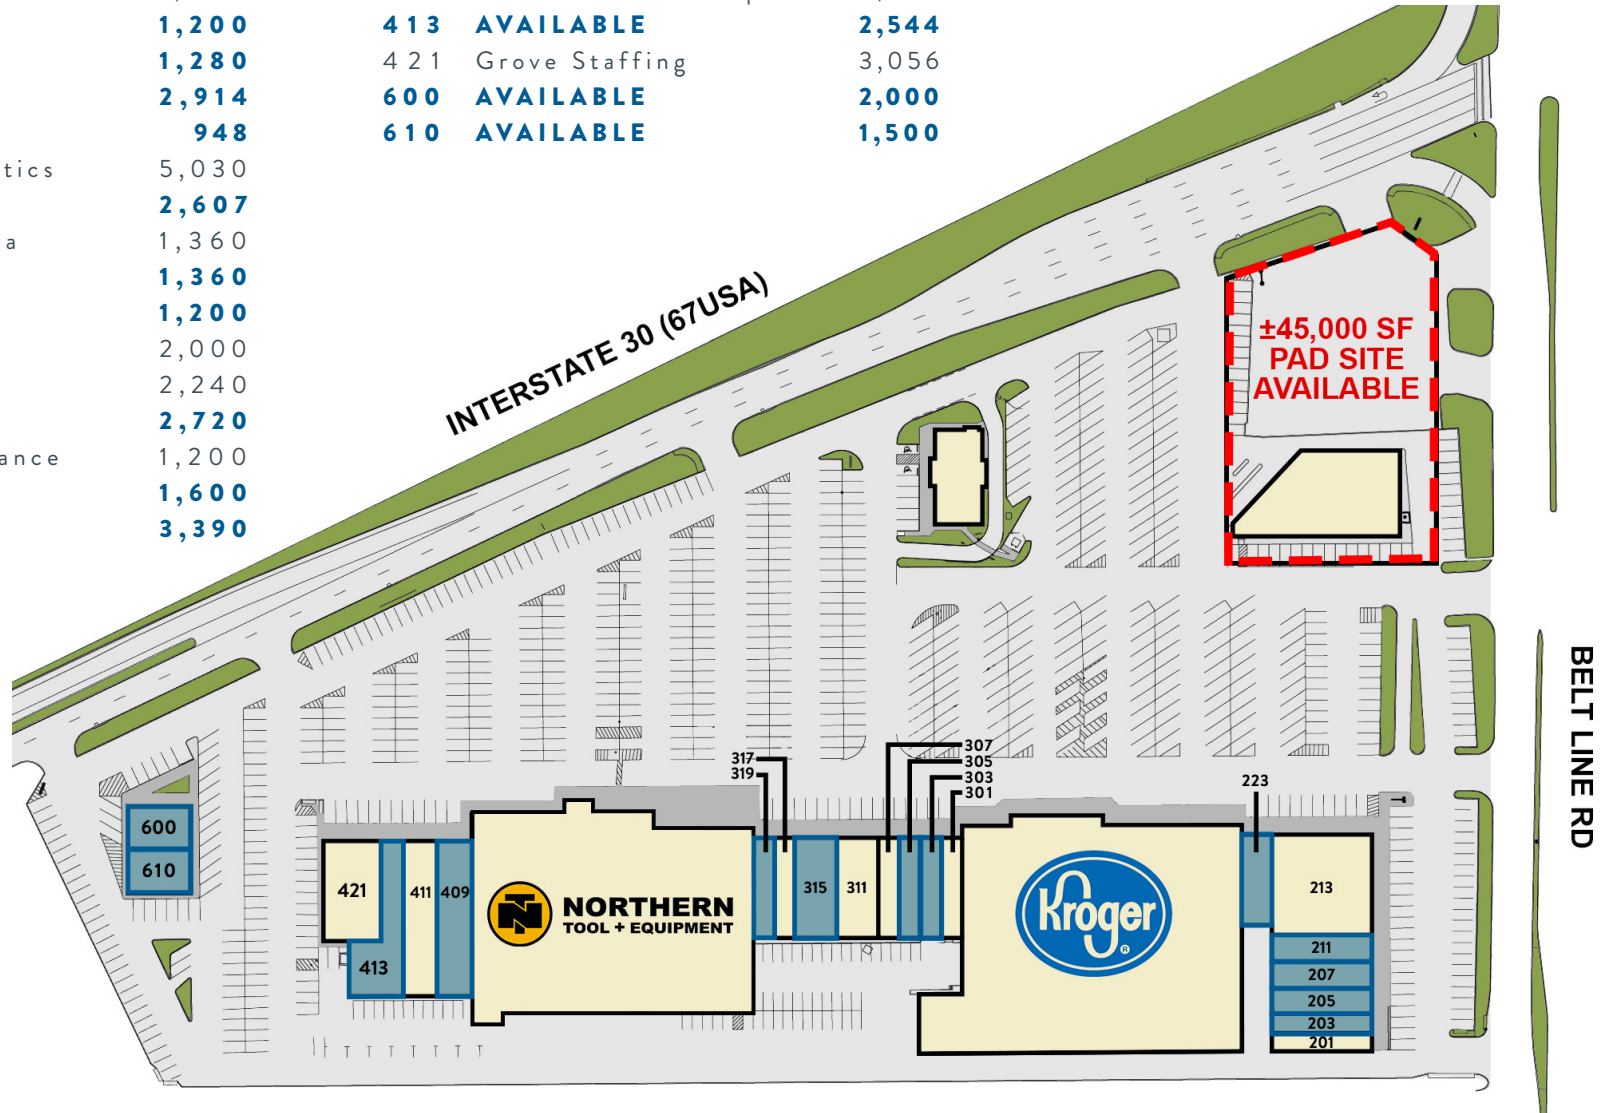 1,200 413 AVAILABLE 2,544
1,280 421 Grove Staffing 3,056
2,914 600 AVAILABLE 2,000
948 610 AVAILABLE 1,500
tics 5,030
2,607
a 1,360
1,360
1,200
2,000
2,240
2,720
ance 1,200
1,600
3,390
INTERSTATE 30 (67USA)
±45,000 SF
PAD SITE
AVAILABLE
BELT LINE RD
307
317
305
319
303
301
223
600
610
421
411
409
413
NORTHERN
TOOL + EQUIPMENT
315
311
Kroger
®
213
211
207
205
203
201